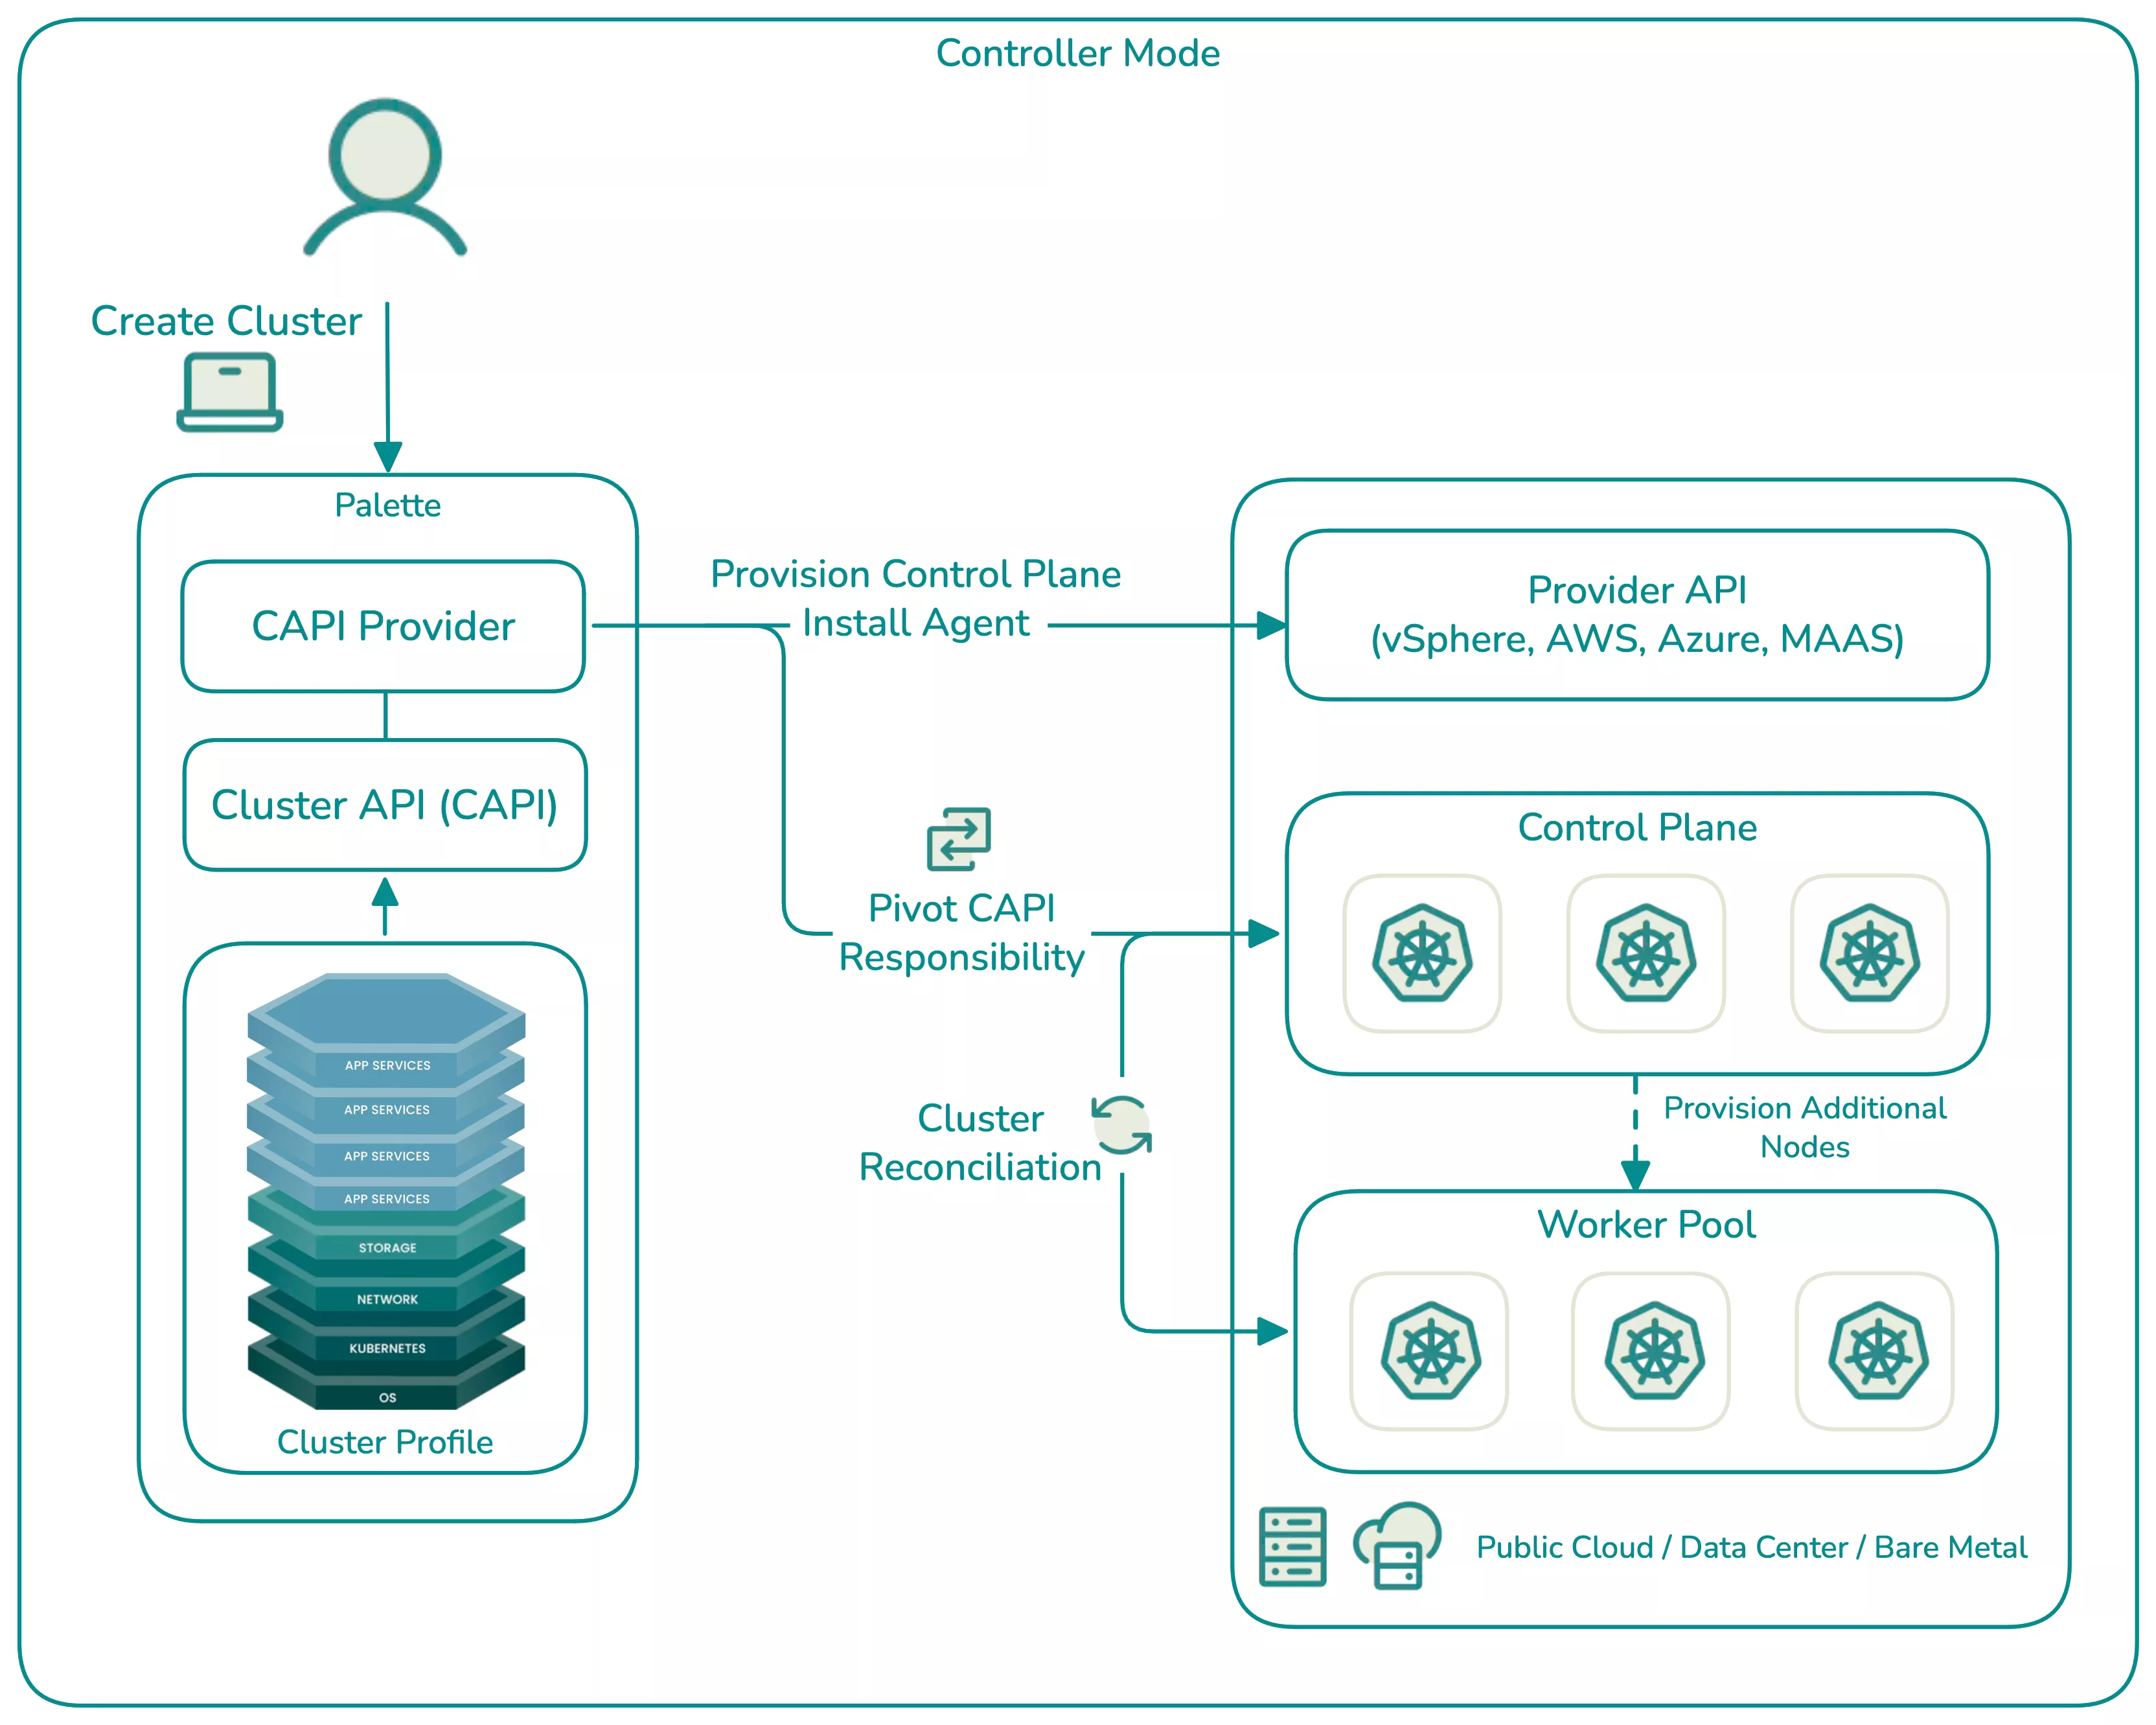 Controller Mode
Create Cluster
Palette
CAPI Provider
Cluster API (CAPI)
APP SERVICES
APP SERVICES
APP SERVICES
APP SERVICES
STORAGE
NETWORK
KUBERNETES
OS
Cluster Profile
Provision Control Plane
Install Agent
Pivot CAPI
Responsibility
Cluster
Reconciliation
Provider API
(vSphere, AWS, Azure, MAAS)
Control Plane
Provision Additional
Nodes
Worker Pool
Public Cloud / Data Center / Bare Metal